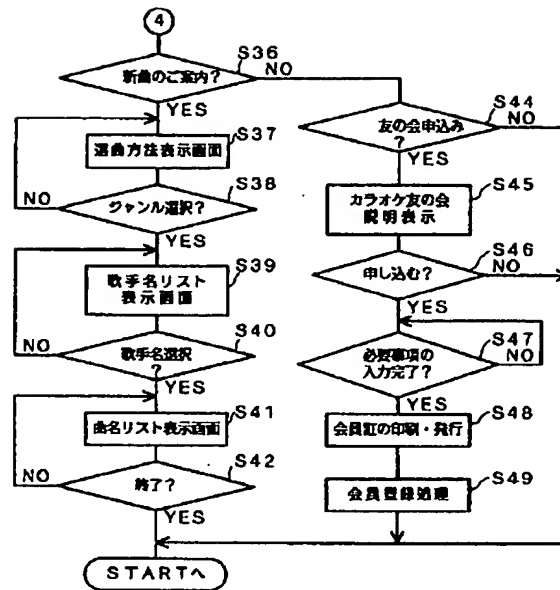 4
S36
新曲のご案内?
NO
YES
S37
選曲方法表示画面
S38
NO
ジャンル選択?
YES
S39
歌手名リスト
表示画面
NO
S40
歌手名選択
?
YES
S41
曲名リスト表示画面
S42
NO
終了?
YES
STARTへ
S44
友の会申込み
?
NO
YES
S45
カラオケ友の会
説明表示
S46
申し込む?
NO
YES
S47
必要事項の
入力完了?
NO
YES
S48
会員証の印刷・発行
S49
会員登録処理